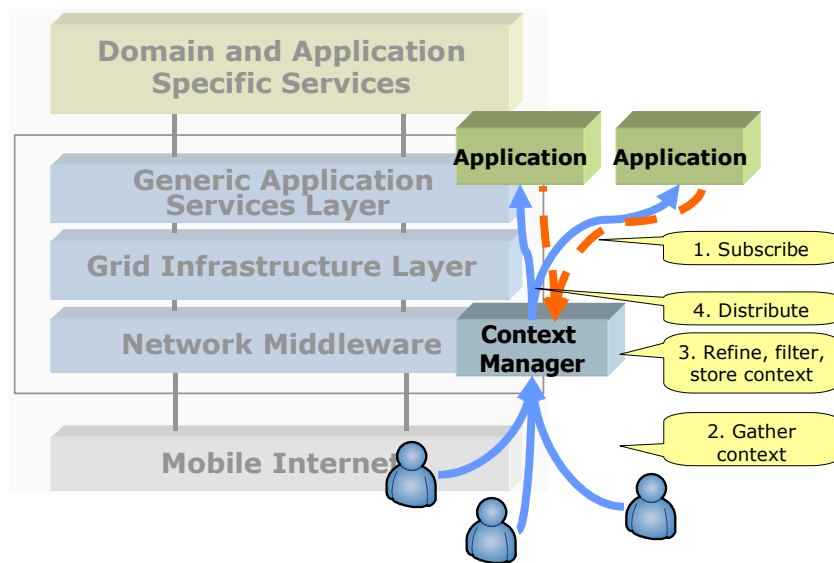 Domain and Application
Specific Services
Application
Application
Generic Application
Services Layer
Grid Infrastructure Layer
1. Subscribe
4. Distribute
Network Middleware
Context
Manager
3. Refine, filter,
store context
2. Gather
context
Mobile Internet